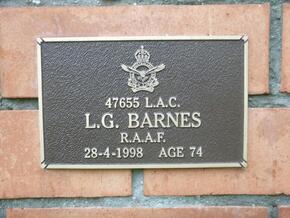 47655 L.A.C.
L.G. BARNES
R.A.A.F.
28-4-1998 AGE 74